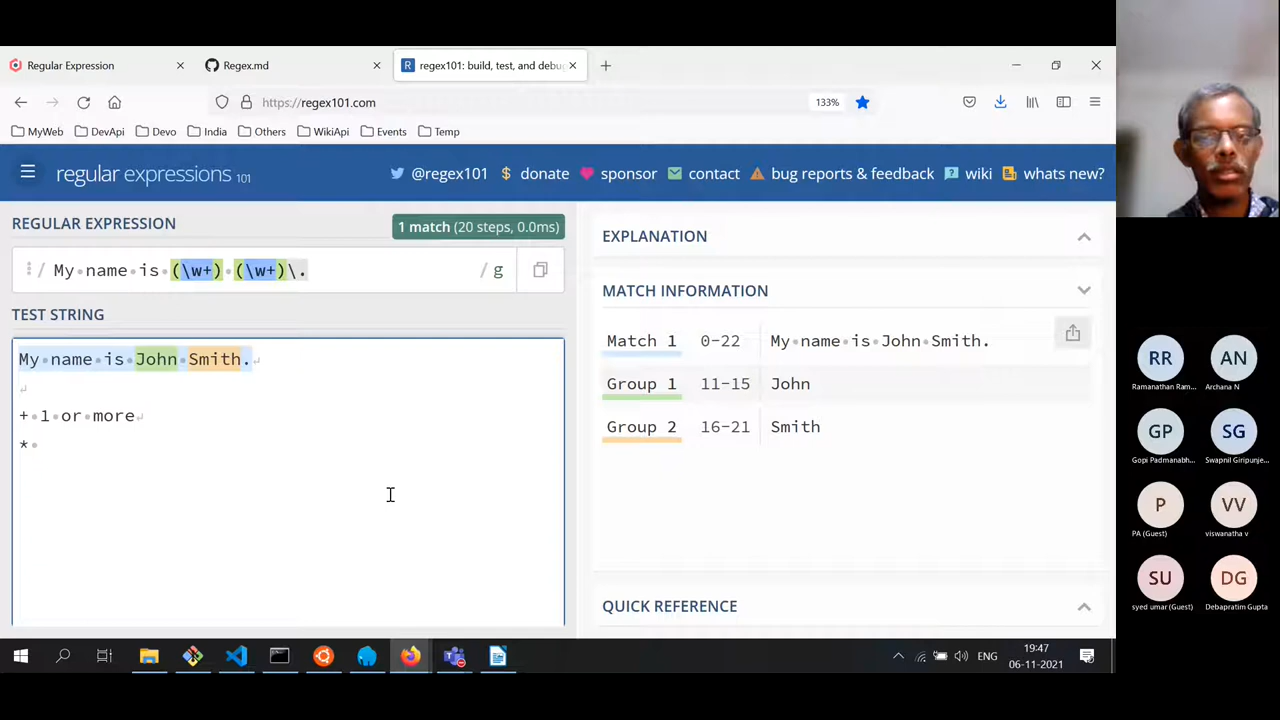 Regular Expression
Regex.md
regex101: build, test, and debug
https://regex101.com
133%
MyWeb
DevApi
Devo
India
Others
WikiApi
Events
Temp
regular expressions 101
@regex101
$ donate
sponsor
contact
bug reports & feedback
wiki
whats new?
REGULAR EXPRESSION
1 match (20 steps, 0.0ms)
/ My·name·is·(\w+)·(\w+)\. / g
TEST STRING
My·name·is·John·Smith.
+·1·or·more
*·
EXPLANATION
MATCH INFORMATION
Match 1 0-22 My·name·is·John·Smith.
Group 1 11-15 John
Group 2 16-21 Smith
QUICK REFERENCE
RR
Ramanathan Ram...
AN
Archana N
GP
Gopi Padmanabh...
SG
Swapnil Giripunje...
P
PA (Guest)
VV
viswanatha v
SU
syed umar (Guest)
DG
Debapratim Gupta
ENG
19:47
06-11-2021